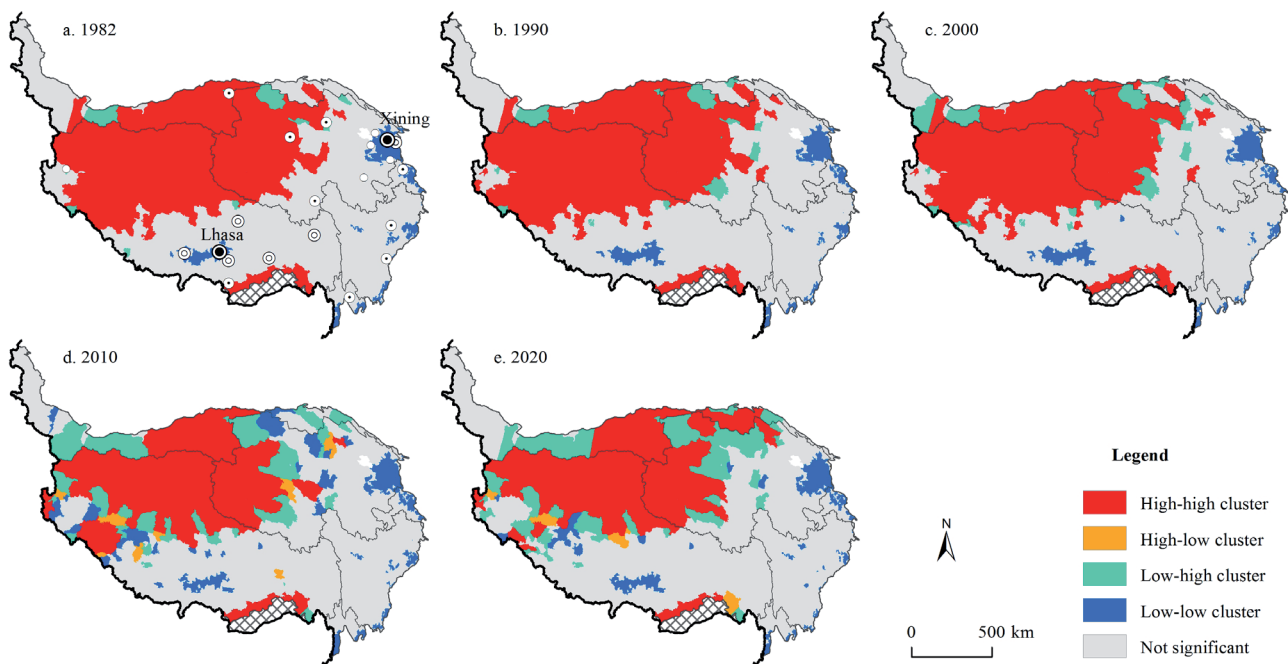 a. 1982
b. 1990
c. 2000
Xining
Lhasa
d. 2010
e. 2020
Legend
High-high cluster
High-low cluster
Low-high cluster
Low-low cluster
Not significant
N
0 500 km